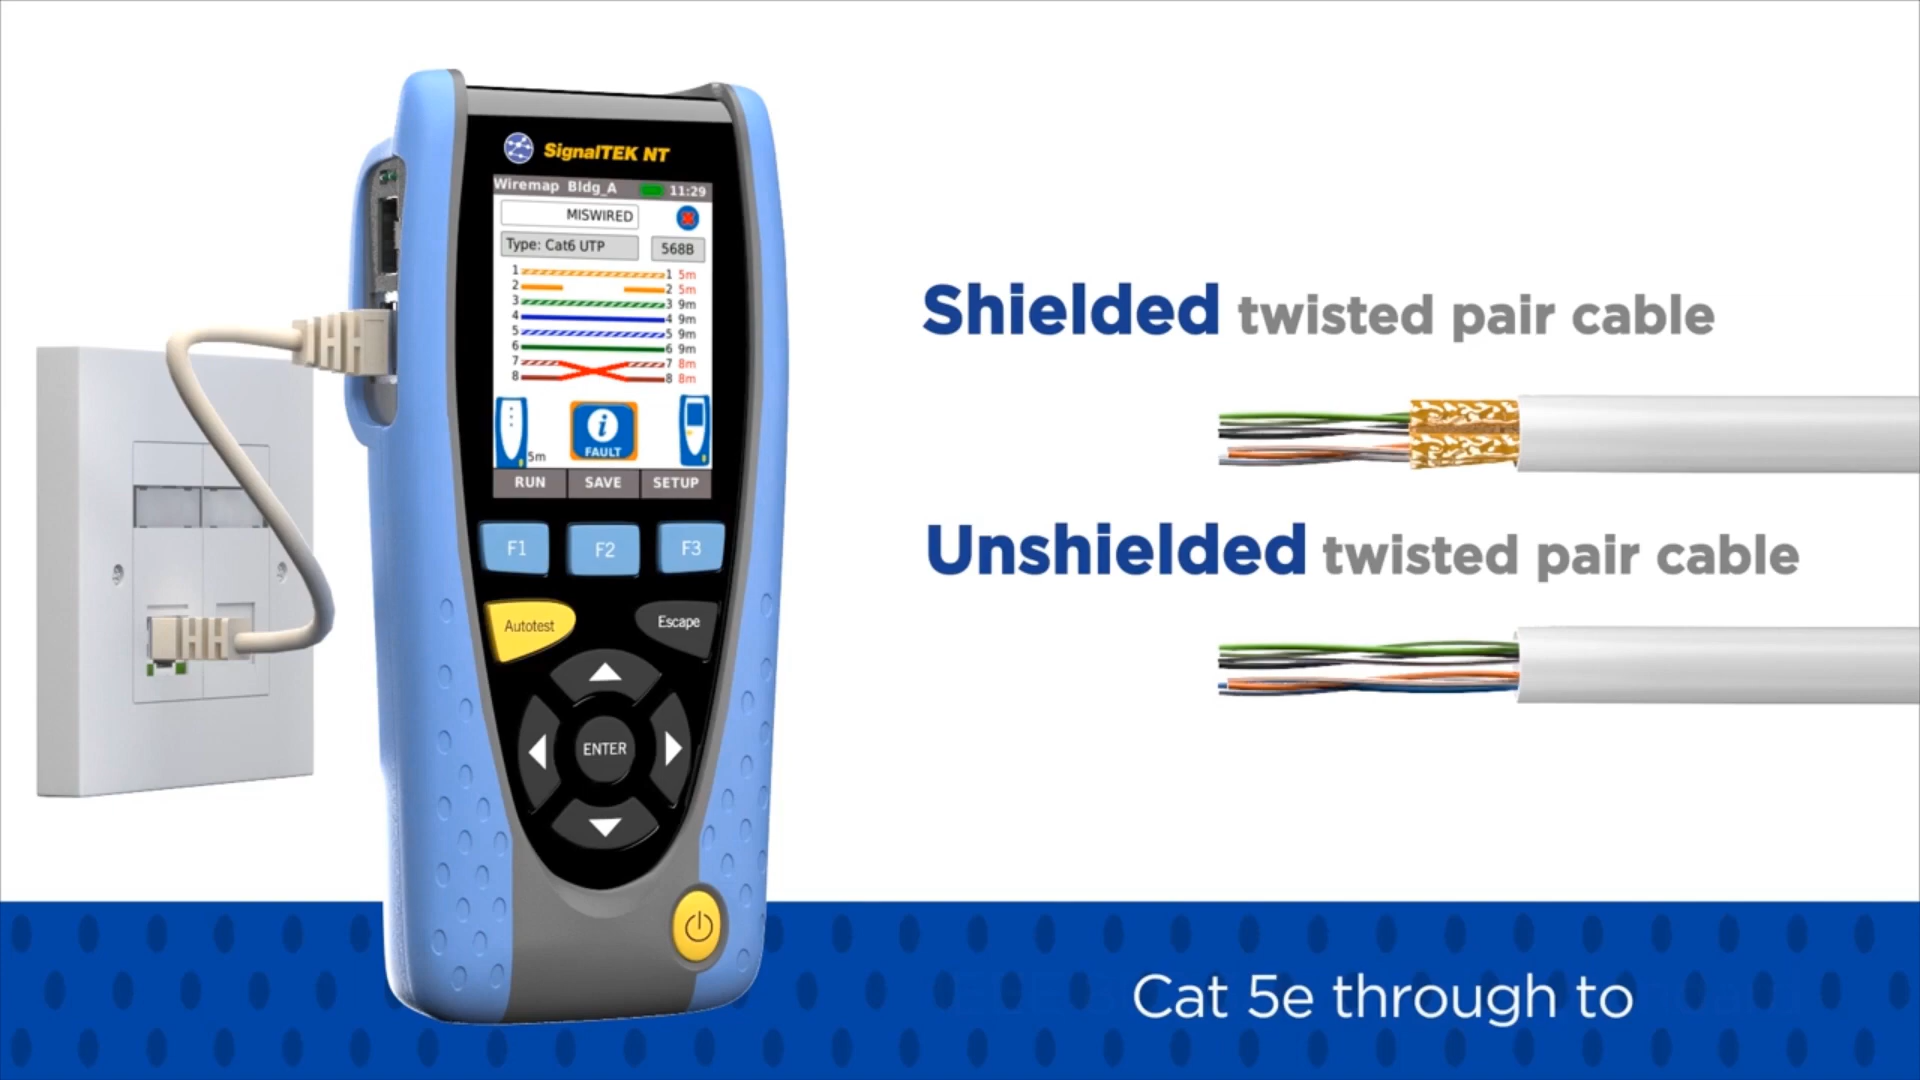 SignalTEK NT
Wiremap Bldg_A 11:29
MISWIRED
Type: Cat6 UTP 568B
1 1 5m
2 2 5m
3 3 9m
4 4 9m
5 5 9m
6 6 9m
7 7 8m
8 8 8m
5m
i
FAULT
RUN SAVE SETUP
F1 F2 F3
Autotest Escape
ENTER
Shielded twisted pair cable
Unshielded twisted pair cable
Cat 5e through to